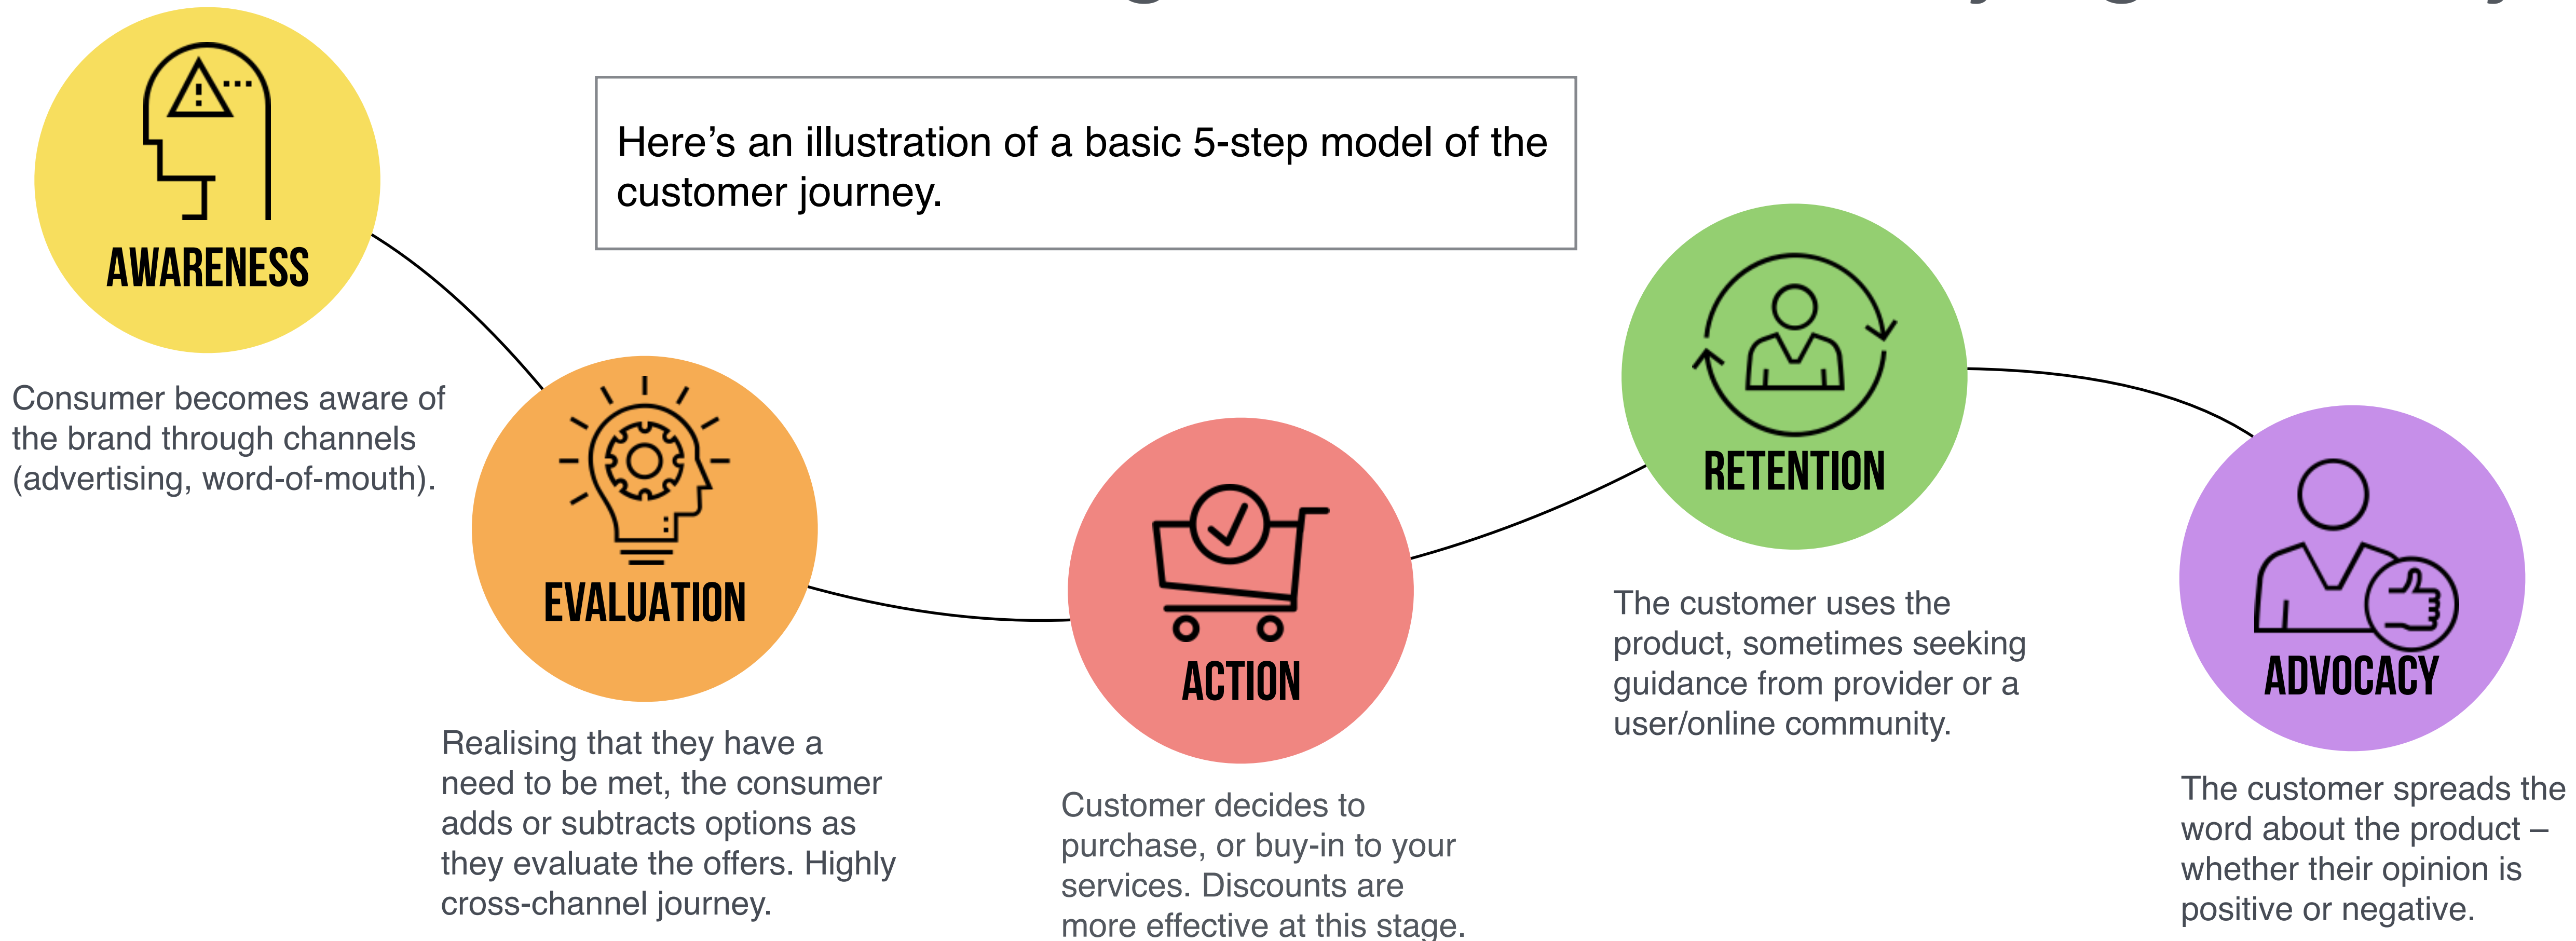 Here’s an illustration of a basic 5-step model of the
customer journey.
AWARENESS
Consumer becomes aware of
the brand through channels
(advertising, word-of-mouth).
EVALUATION
Realising that they have a
need to be met, the consumer
adds or subtracts options as
they evaluate the offers. Highly
cross-channel journey.
ACTION
Customer decides to
purchase, or buy-in to your
services. Discounts are
more effective at this stage.
RETENTION
The customer uses the
product, sometimes seeking
guidance from provider or a
user/online community.
ADVOCACY
The customer spreads the
word about the product –
whether their opinion is
positive or negative.